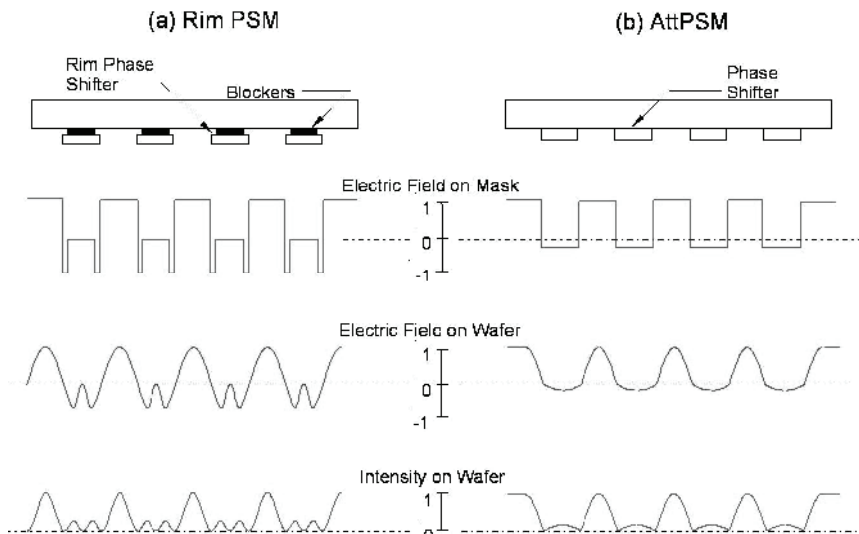 (a) Rim PSM
(b) AttPSM
Rim Phase
Shifter
Blockers
Phase
Shifter
Electric Field on Mask
1
0
-1
Electric Field on Wafer
1
0
-1
Intensity on Wafer
1
0